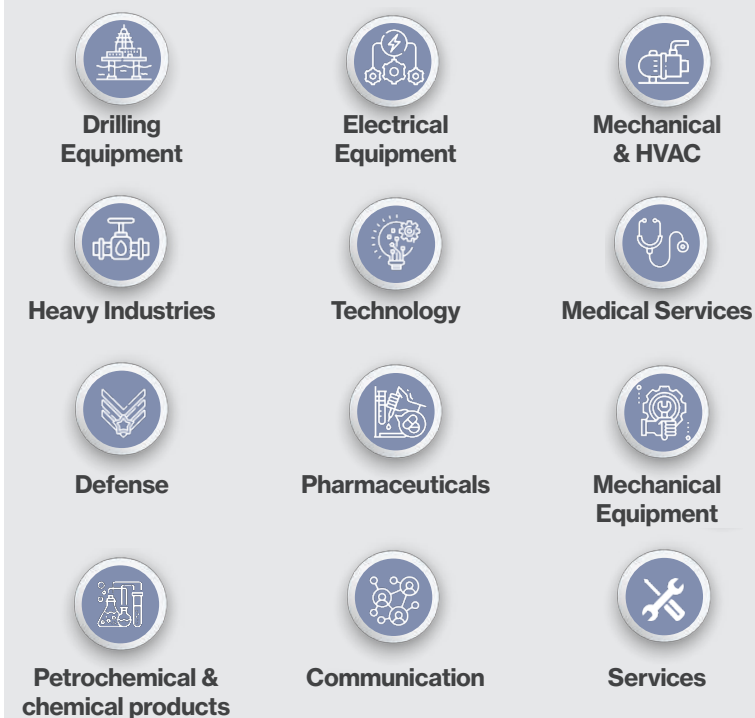 Drilling
Equipment
Electrical
Equipment
Mechanical
& HVAC
Heavy Industries
Technology
Medical Services
Defense
Pharmaceuticals
Mechanical
Equipment
Petrochemical &
chemical products
Communication
Services